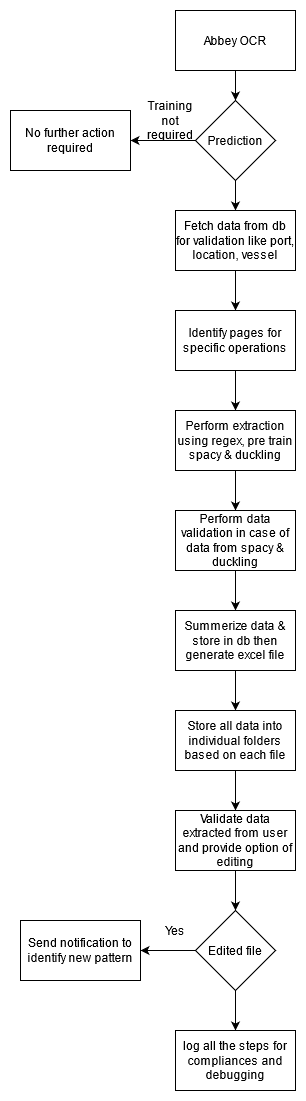 Abbey OCR
Training
not
required
No further action
required
Prediction
Fetch data from db
for validation like port,
location, vessel
Identify pages for
specific operations
Perform extraction
using regex, pre train
spacy & duckling
Perform data
validation in case of
data from spacy &
duckling
Summerize data &
store in db then
generate excel file
Store all data into
individual folders
based on each file
Validate data
extracted from user
and provide option of
editing
Yes
Send notification to
identify new pattern
Edited file
log all the steps for
compliances and
debugging